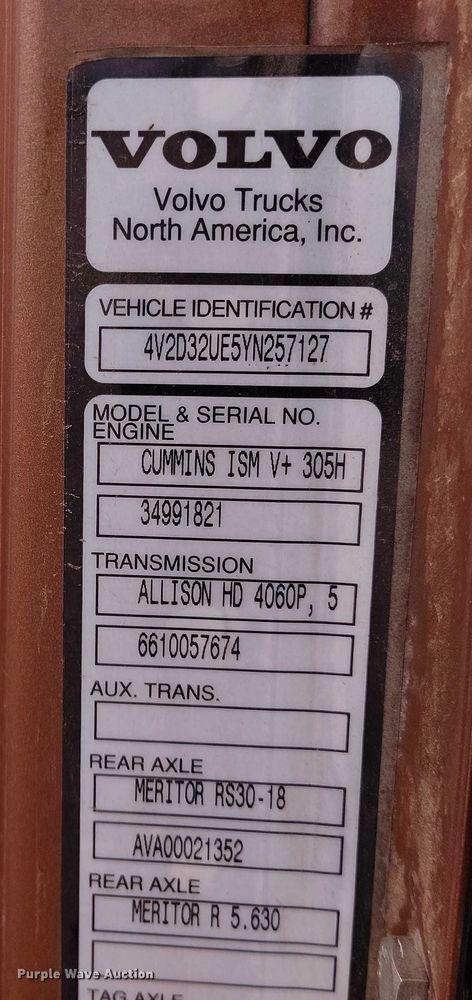 VOLVO
Volvo Trucks
North America, Inc.
VEHICLE IDENTIFICATION #
4V2D32UE5YN257127
MODEL & SERIAL NO.
ENGINE
CUMMINS ISM V+ 305H
34991821
TRANSMISSION
ALLISON HD 4060P, 5
6610057674
AUX. TRANS.
REAR AXLE
MERITOR RS30-18
AVA00021352
REAR AXLE
MERITOR R 5.630
TAG AXLE
Purple Wave Auction